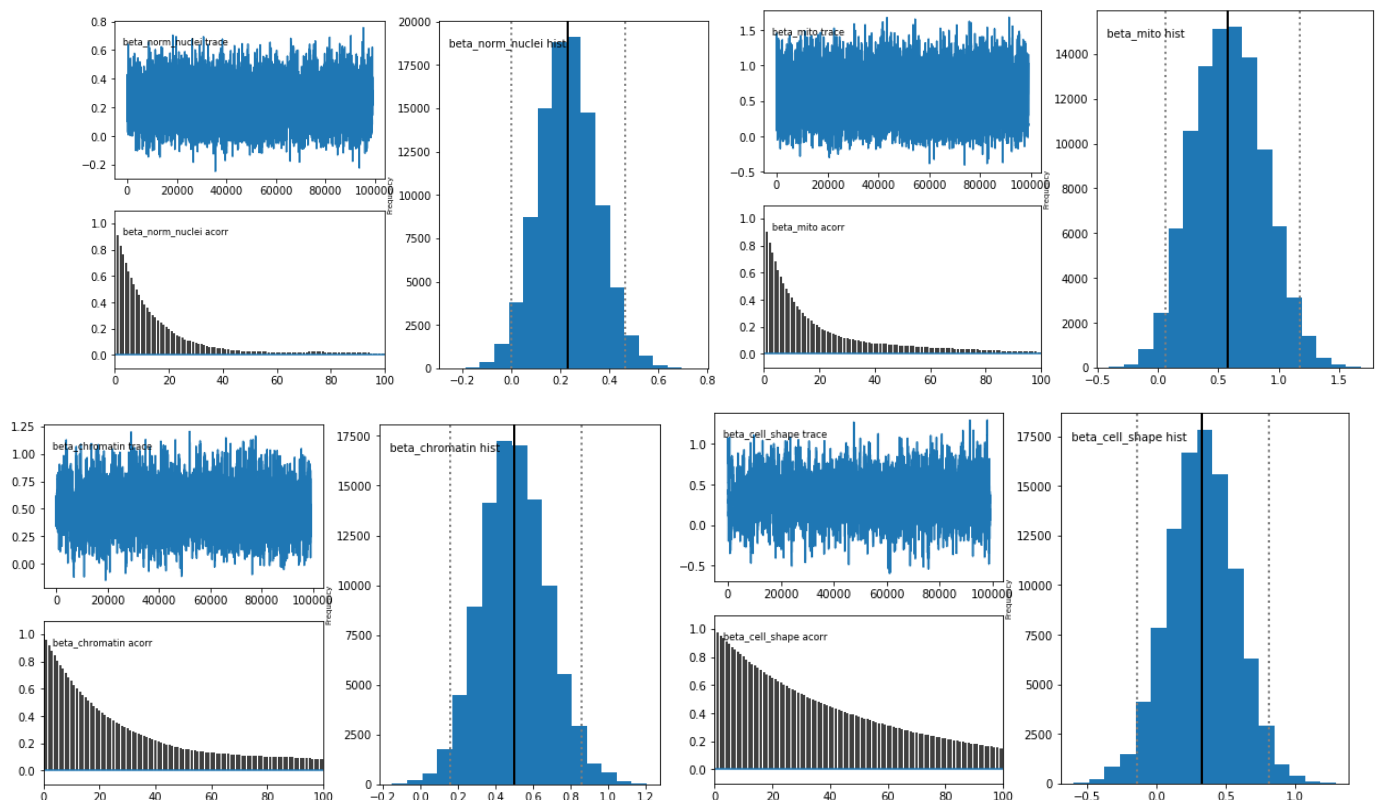 beta_norm_nuclei trace
0.8
0.6
0.4
0.2
0.0
−0.2
0 20000 40000 60000 80000 100000
beta_norm_nuclei acorr
1.0
0.8
0.6
0.4
0.2
0.0
0 20 40 60 80 100
Frequency
beta_norm_nuclei hist
20000
17500
15000
12500
10000
7500
5000
2500
0
−0.2 0.0 0.2 0.4 0.6 0.8
beta_mito trace
1.5
1.0
0.5
0.0
−0.5
0 20000 40000 60000 80000 100000
beta_mito acorr
1.0
0.8
0.6
0.4
0.2
0.0
0 20 40 60 80 100
Frequency
beta_mito hist
14000
12000
10000
8000
6000
4000
2000
0
−0.5 0.0 0.5 1.0 1.5
beta_chromatin trace
1.25
1.00
0.75
0.50
0.25
0.00
0 20000 40000 60000 80000 100000
beta_chromatin acorr
1.0
0.8
0.6
0.4
0.2
0.0
0 20 40 60 80 100
Frequency
beta_chromatin hist
17500
15000
12500
10000
7500
5000
2500
0
−0.2 0.0 0.2 0.4 0.6 0.8 1.0 1.2
beta_cell_shape trace
1.0
0.5
0.0
−0.5
0 20000 40000 60000 80000 100000
beta_cell_shape acorr
1.0
0.8
0.6
0.4
0.2
0.0
0 20 40 60 80 100
Frequency
beta_cell_shape hist
17500
15000
12500
10000
7500
5000
2500
0
−0.5 0.0 0.5 1.0